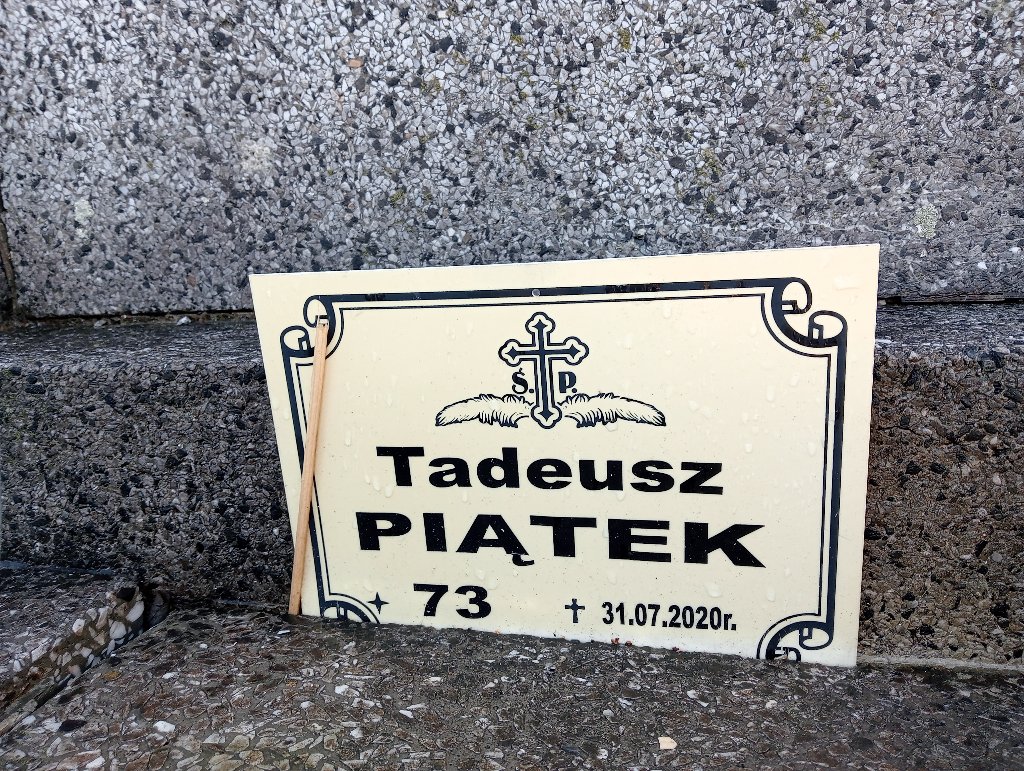 Ś. P.
Tadeusz
PIĄTEK
73 31.07.2020r.